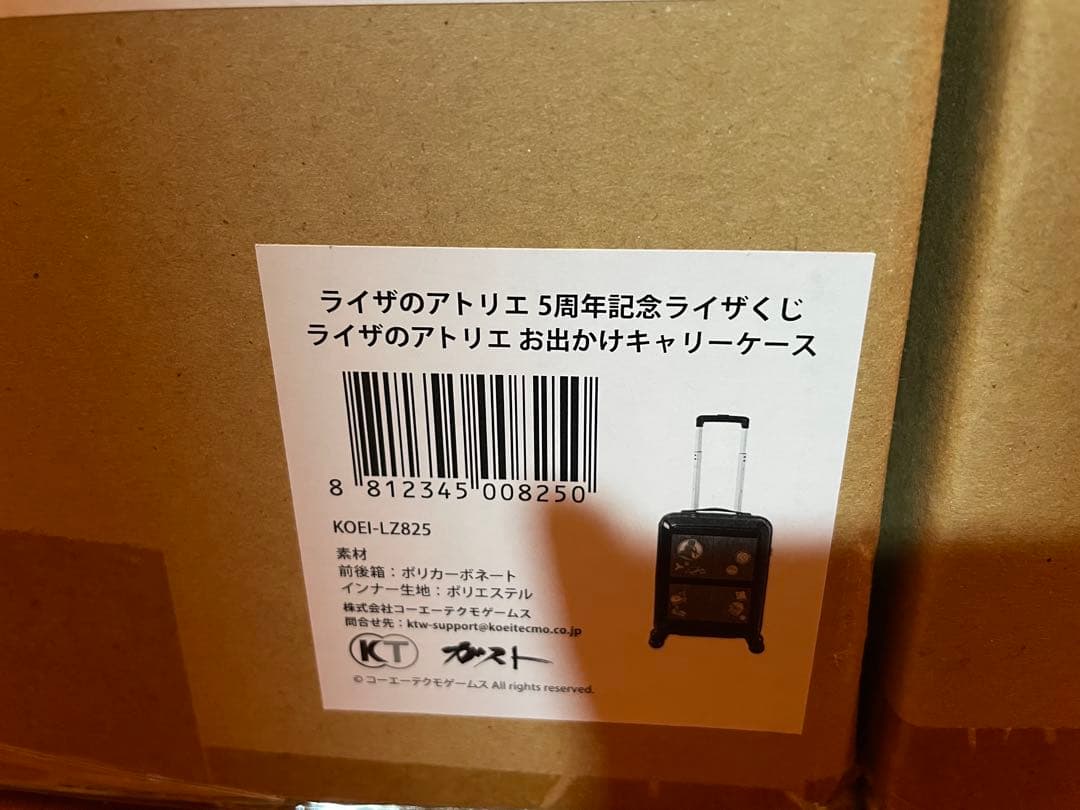 ライザのアトリエ 5周年記念ライザくじ
ライザのアトリエ お出かけキャリーケース
8 812345 008250
KOEI-LZ825
素材
前後箱：ポリカーボネート
インナー生地：ポリエステル
株式会社コーエーテクモゲームス
問合せ先：ktw-support@koeitecmo.co.jp
KT ガスト
© コーエーテクモゲームス All rights reserved.